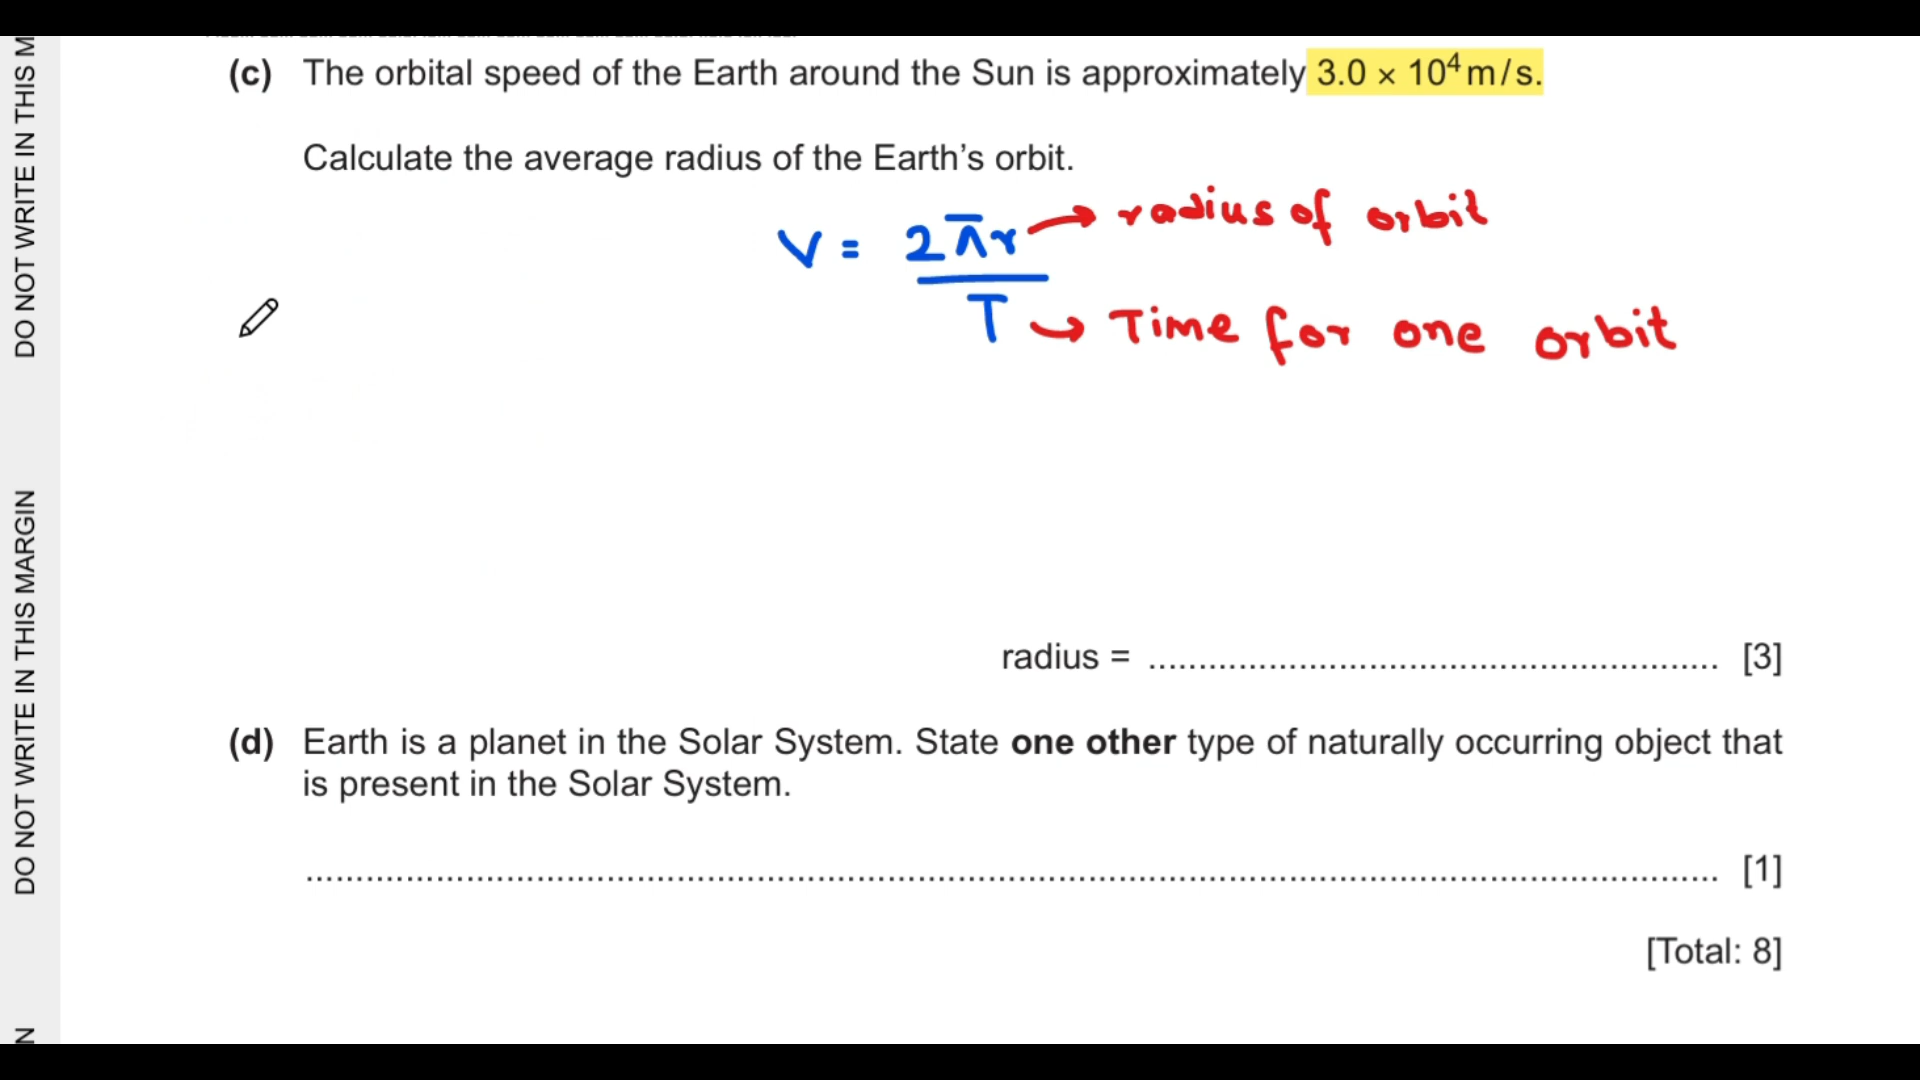 (c) The orbital speed of the Earth around the Sun is approximately 3.0 × 10⁴ m/s.
Calculate the average radius of the Earth’s orbit.
V = 2πr → radius of orbit
T → Time for one orbit
radius = ........................................................ [3]
(d) Earth is a planet in the Solar System. State one other type of naturally occurring object that
is present in the Solar System.
.......................................................................................................................................... [1]
[Total: 8]
DO NOT WRITE IN THIS M
DO NOT WRITE IN THIS MARGIN
N